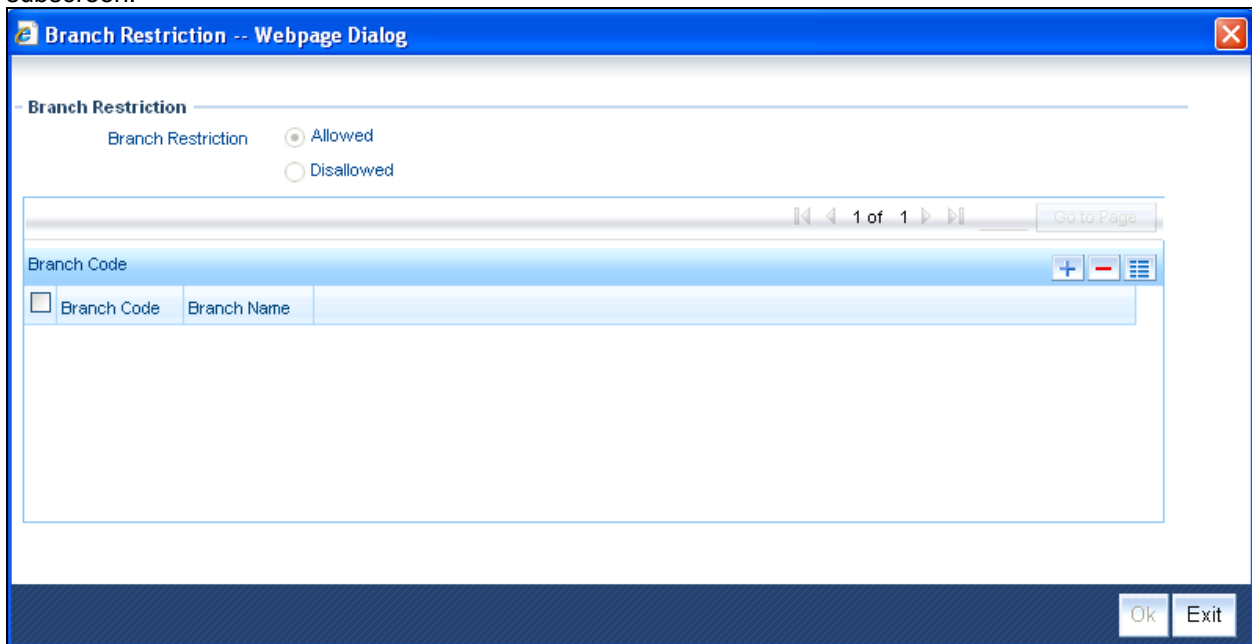 subscreen.
Branch Restriction -- Webpage Dialog
Branch Restriction
Branch Restriction Allowed
Disallowed
1 of 1 Go to Page
Branch Code
Branch Code Branch Name
Ok Exit